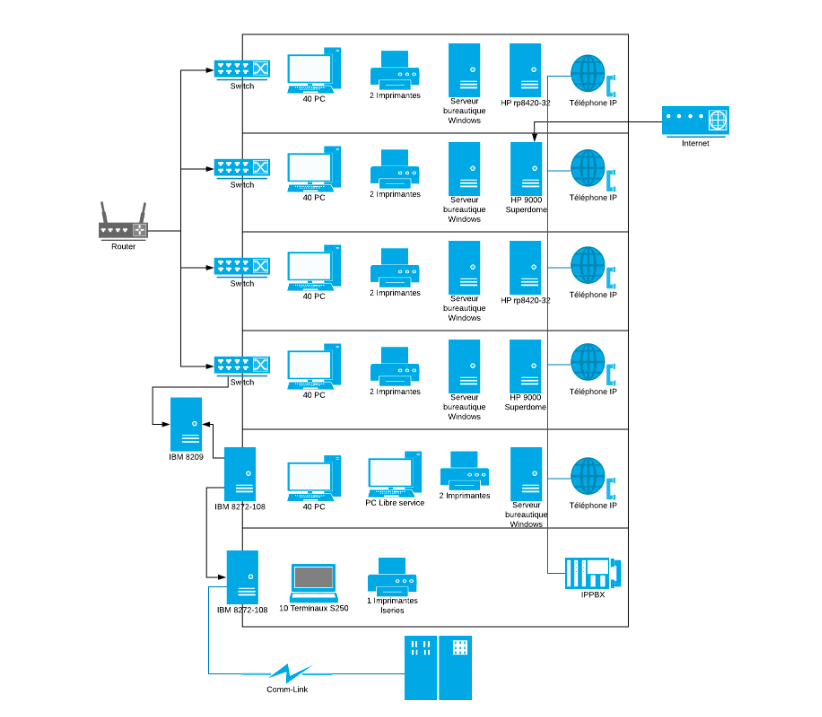 Switch
40 PC
2 Imprimantes
Serveur
bureautique
Windows
HP rp8420-32
Téléphone IP
Internet
Switch
40 PC
2 Imprimantes
Serveur
bureautique
Windows
HP 9000
Superdome
Téléphone IP
Router
Switch
40 PC
2 Imprimantes
Serveur
bureautique
Windows
HP rp8420-32
Téléphone IP
Switch
40 PC
2 Imprimantes
Serveur
bureautique
Windows
HP 9000
Superdome
Téléphone IP
IBM 8209
IBM 8272-108
40 PC
PC Libre service
2 Imprimantes
Serveur
bureautique
Windows
Téléphone IP
IBM 8272-108
10 Terminaux S250
1 Imprimantes
Iseries
IPPBX
Comm-Link